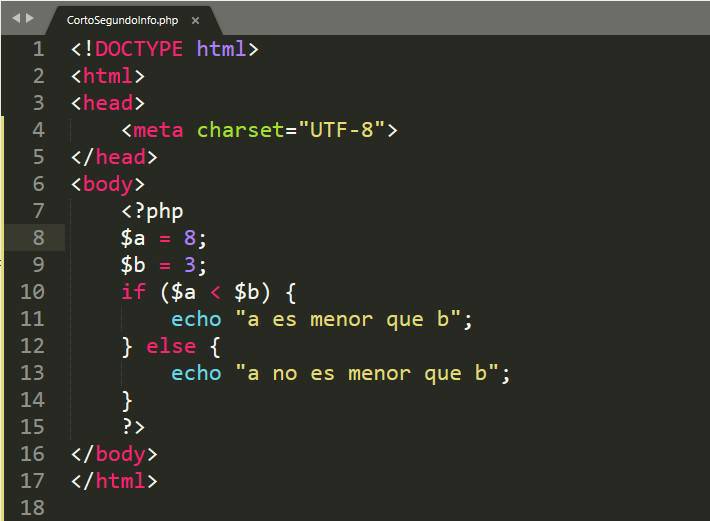 CortoSegundoInfo.php ×
1 <!DOCTYPE html>
2 <html>
3 <head>
4     <meta charset="UTF-8">
5 </head>
6 <body>
7     <?php
8     $a = 8;
9     $b = 3;
10     if ($a < $b) {
11         echo "a es menor que b";
12     } else {
13         echo "a no es menor que b";
14     }
15     ?>
16 </body>
17 </html>
18